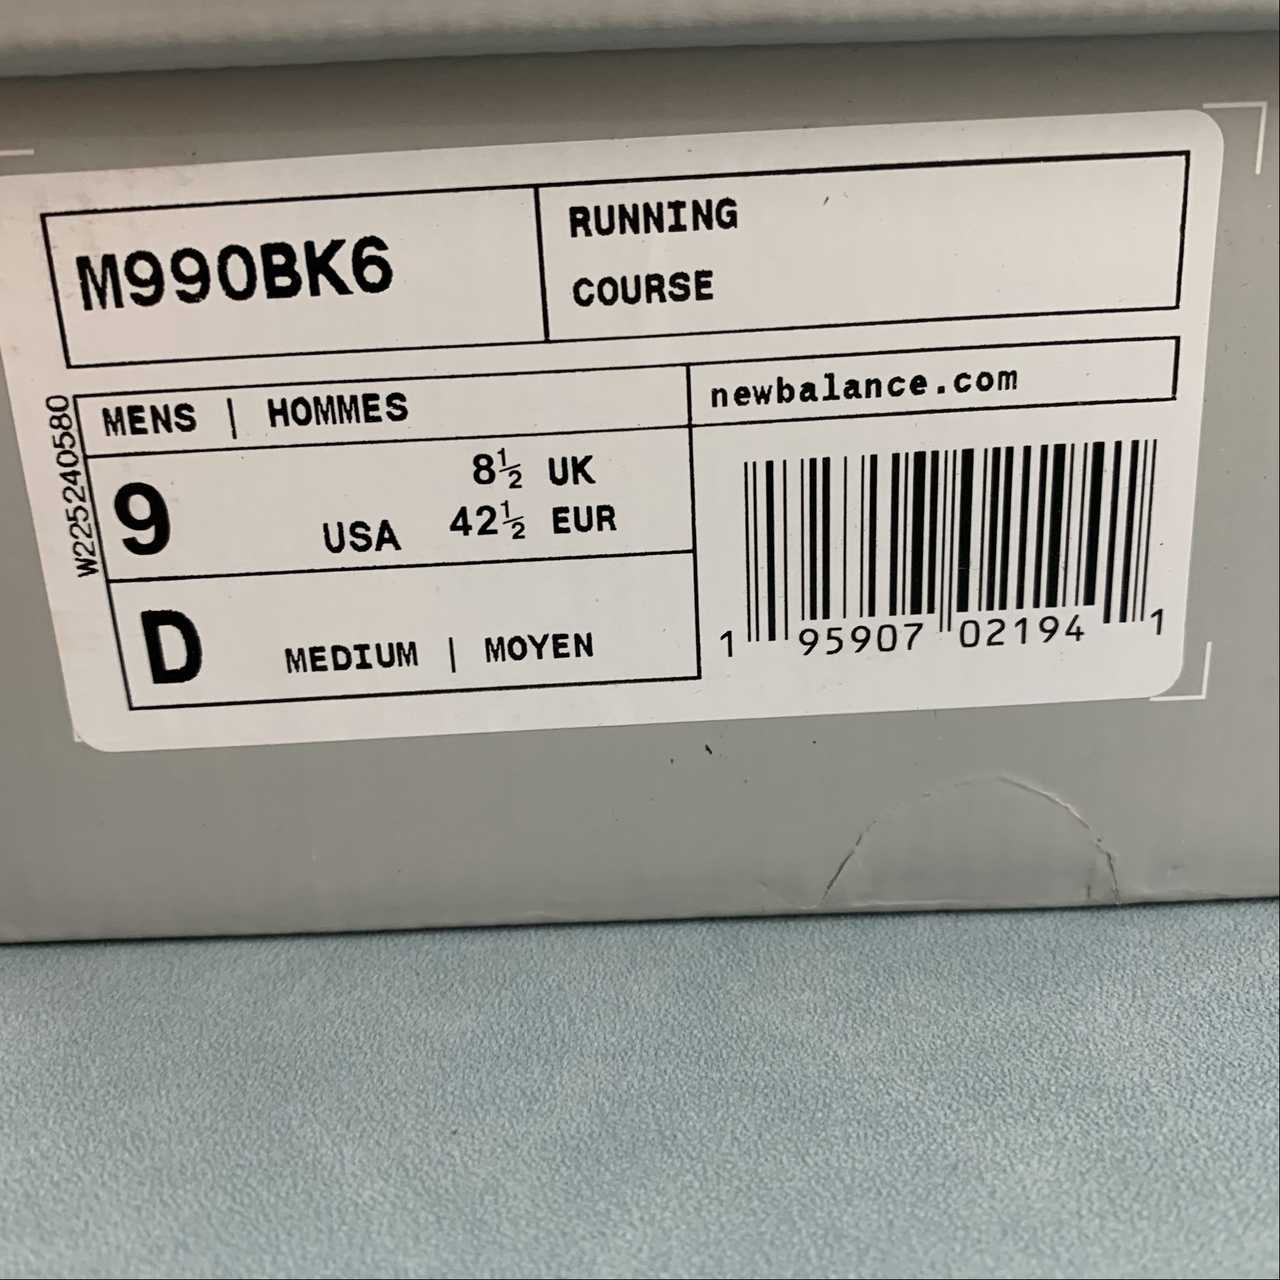 M990BK6
RUNNING
COURSE
MENS | HOMMES
newbalance.com
9 USA
8½ UK
42½ EUR
D MEDIUM | MOYEN
W225240580
1 95907 02194 1